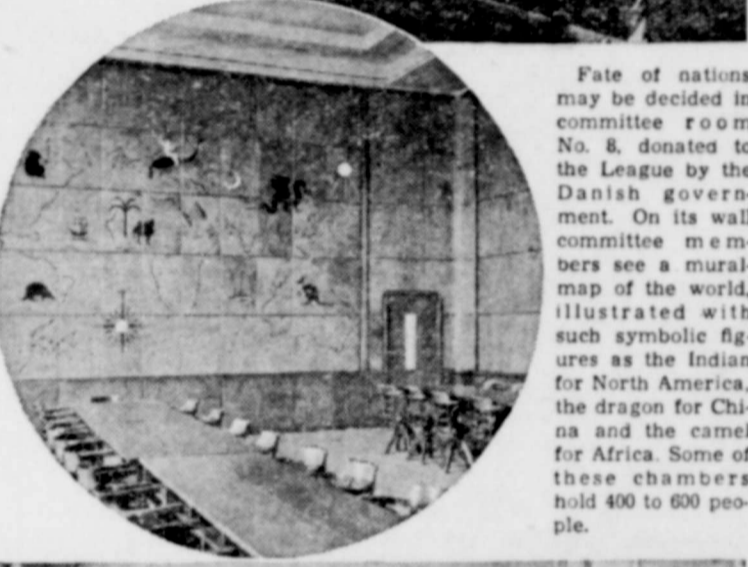 Fate of nations
may be decided in
committee room
No. 8, donated to
the League by the
Danish govern
ment. On its wall
committee mem-
bers see a mural-
map of the world,
illustrated with
such symbolic fig-
ures as the Indian
for North America,
the dragon for Chi-
na and the camel
for Africa. Some of
these chambers
hold 400 to 600 peo-
ple.